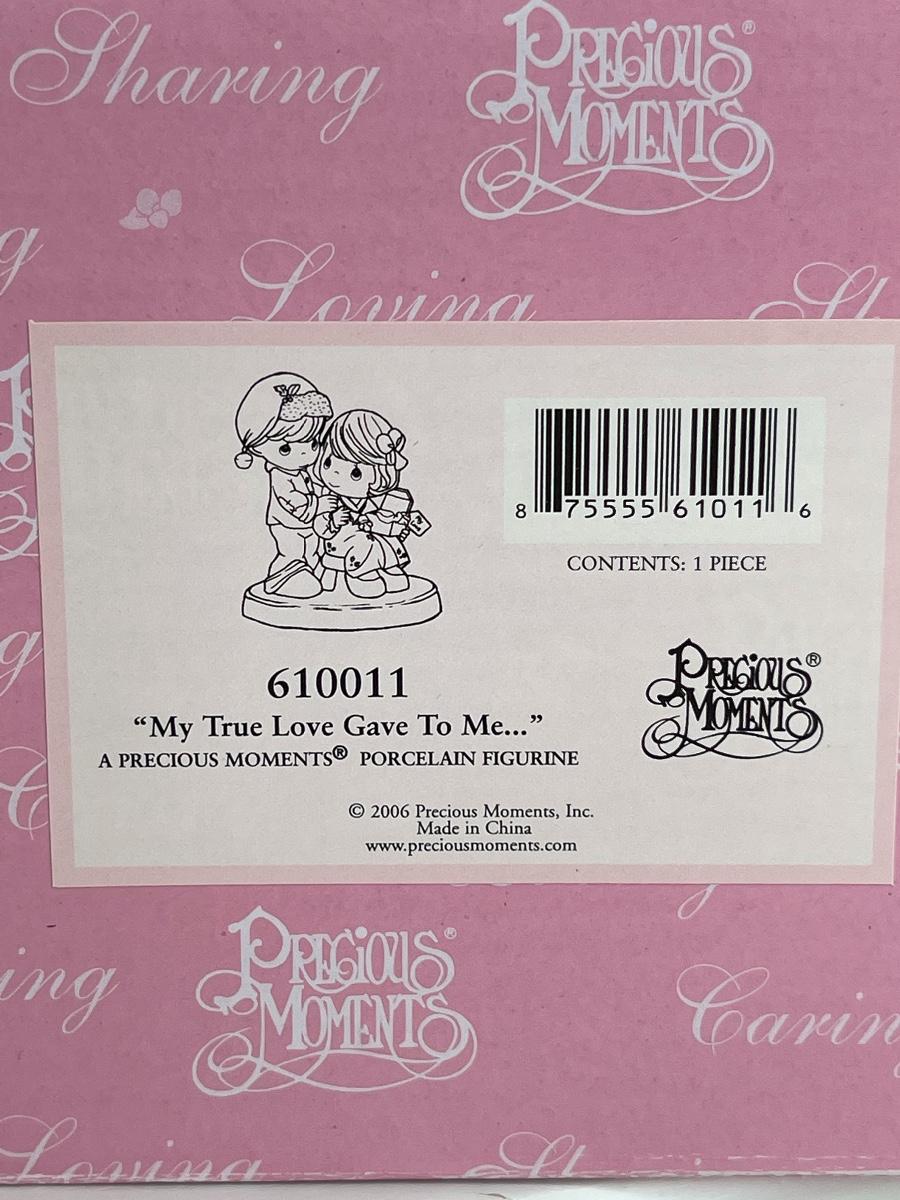 Sharing
PRECIOUS®
MOMENTS
Loving
8 75555 61011 6
CONTENTS: 1 PIECE
610011
“My True Love Gave To Me...”
A PRECIOUS MOMENTS® PORCELAIN FIGURINE
PRECIOUS®
MOMENTS
© 2006 Precious Moments, Inc.
Made in China
www.preciousmoments.com
PRECIOUS®
MOMENTS
ing
Carin
Loving